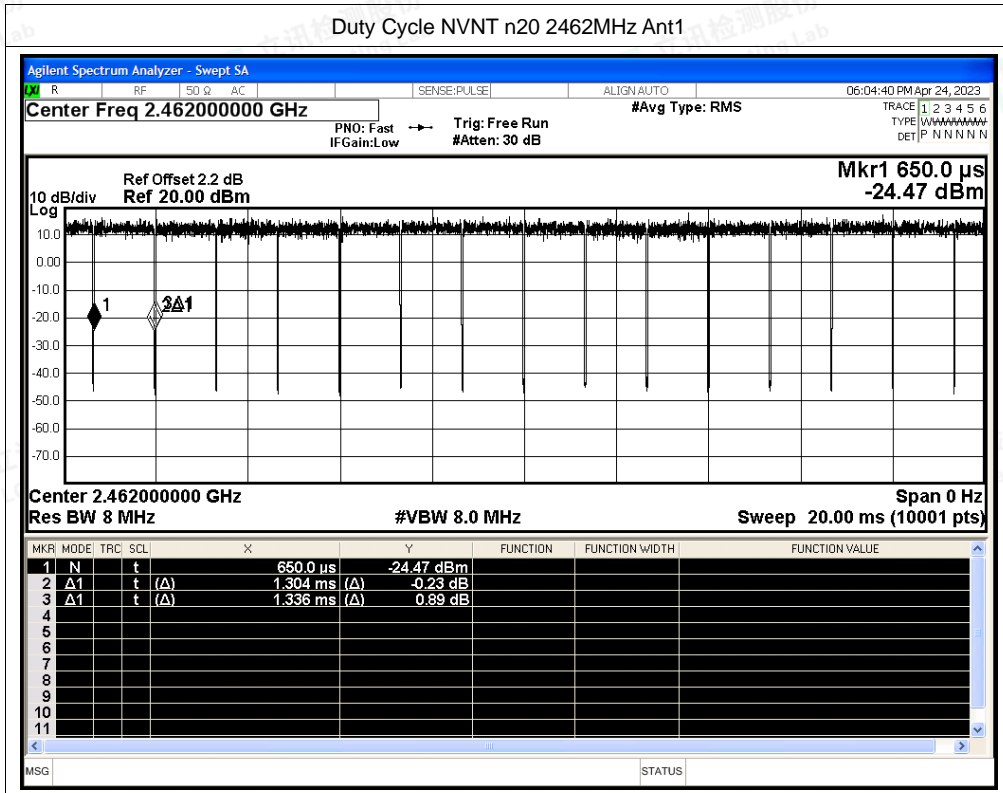 Duty Cycle NVNT n20 2462MHz Ant1
Agilent Spectrum Analyzer - Swept SA
LXI R RF 50 Ω AC SENSE:PULSE ALIGN AUTO 06:04:40 PM Apr 24, 2023
Center Freq 2.462000000 GHz #Avg Type: RMS TRACE 1 2 3 4 5 6
PNO: Fast Trig: Free Run TYPE
IFGain:Low #Atten: 30 dB DET P N N N N N
Mkr1 650.0 µs
Ref Offset 2.2 dB
10 dB/div Ref 20.00 dBm -24.47 dBm
Log
10.0
0.00
-10.0
1 3Δ1
-20.0
-30.0
-40.0
-50.0
-60.0
-70.0
Center 2.462000000 GHz Span 0 Hz
Res BW 8 MHz #VBW 8.0 MHz Sweep 20.00 ms (10001 pts)
MKR MODE TRC SCL X Y FUNCTION FUNCTION WIDTH FUNCTION VALUE
1 N t 650.0 µs -24.47 dBm
2 Δ1 t (Δ) 1.304 ms (Δ) -0.23 dB
3 Δ1 t (Δ) 1.336 ms (Δ) 0.89 dB
4
5
6
7
8
9
10
11
MSG STATUS